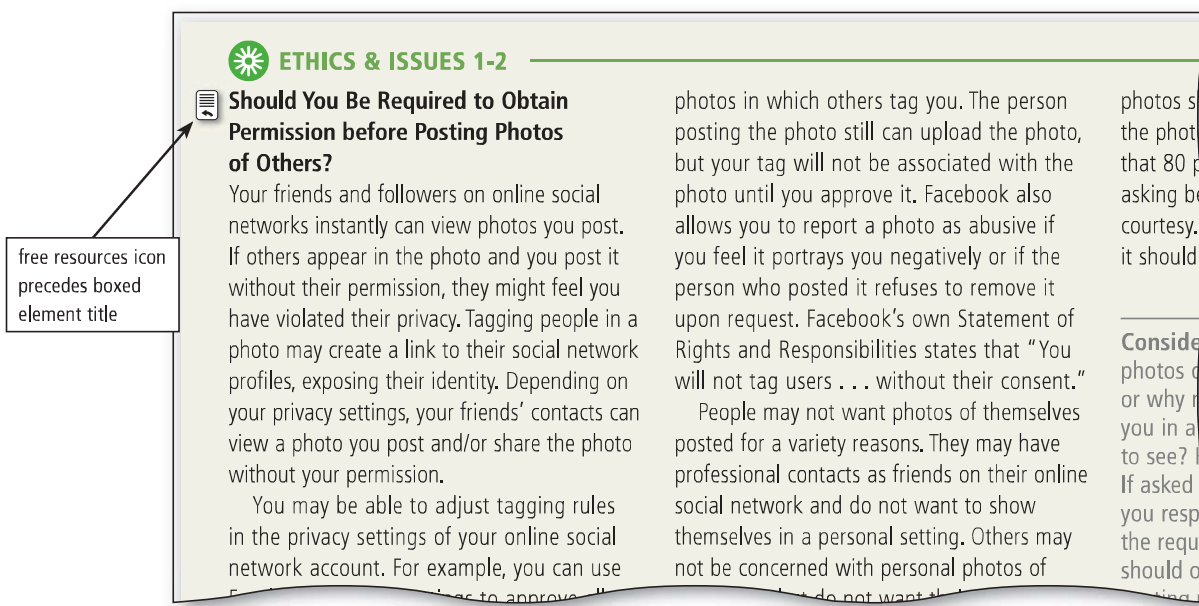 ETHICS & ISSUES 1-2
Should You Be Required to Obtain
Permission before Posting Photos
of Others?
Your friends and followers on online social
networks instantly can view photos you post.
If others appear in the photo and you post it
without their permission, they might feel you
have violated their privacy. Tagging people in a
photo may create a link to their social network
profiles, exposing their identity. Depending on
your privacy settings, your friends' contacts can
view a photo you post and/or share the photo
without your permission.
You may be able to adjust tagging rules
in the privacy settings of your online social
network account. For example, you can use
to approve
photos in which others tag you. The person
posting the photo still can upload the photo,
but your tag will not be associated with the
photo until you approve it. Facebook also
allows you to report a photo as abusive if
you feel it portrays you negatively or if the
person who posted it refuses to remove it
upon request. Facebook's own Statement of
Rights and Responsibilities states that "You
will not tag users . . . without their consent."
People may not want photos of themselves
posted for a variety reasons. They may have
professional contacts as friends on their online
social network and do not want to show
themselves in a personal setting. Others may
not be concerned with personal photos of
do not want
photos
the
that 80
asking
courtesy.
it should
photos
or why
you in a
to see?
If asked
you
the
should
free resources icon
precedes boxed
element title